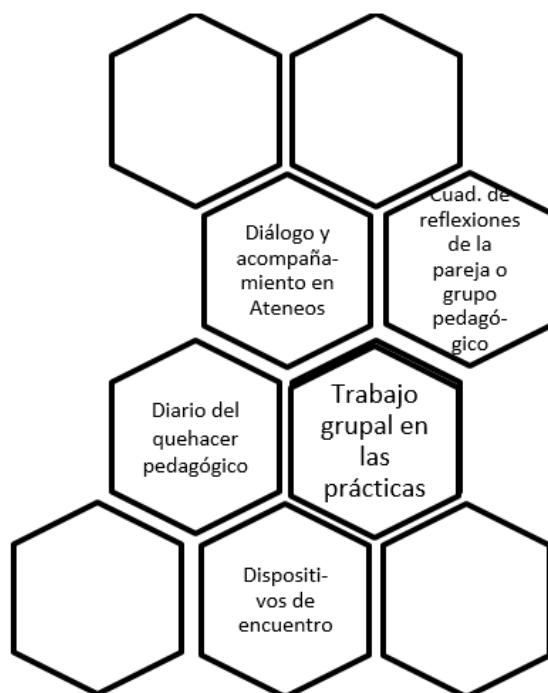 Diálogo y
acompaña-
miento en
Ateneos
Cuad. de
reflexiones
de la
pareja o
grupo
pedagó-
gico
Diario del
quehacer
pedagógico
Trabajo
grupal en
las
prácticas
Dispositi-
vos de
encuentro